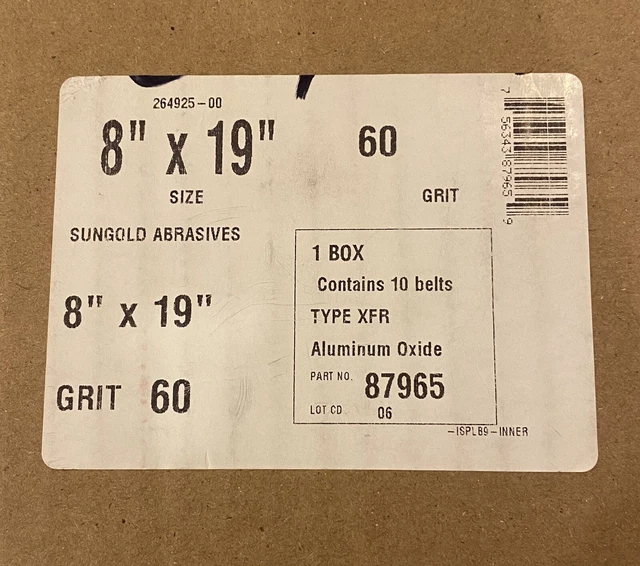 264925-00
8" x 19"
SIZE
60
GRIT
7 56343 87965 9
SUNGOLD ABRASIVES
8" x 19"
GRIT 60
1 BOX
Contains 10 belts
TYPE XFR
Aluminum Oxide
PART NO. 87965
LOT CD 06
-ISPLB9-INNER